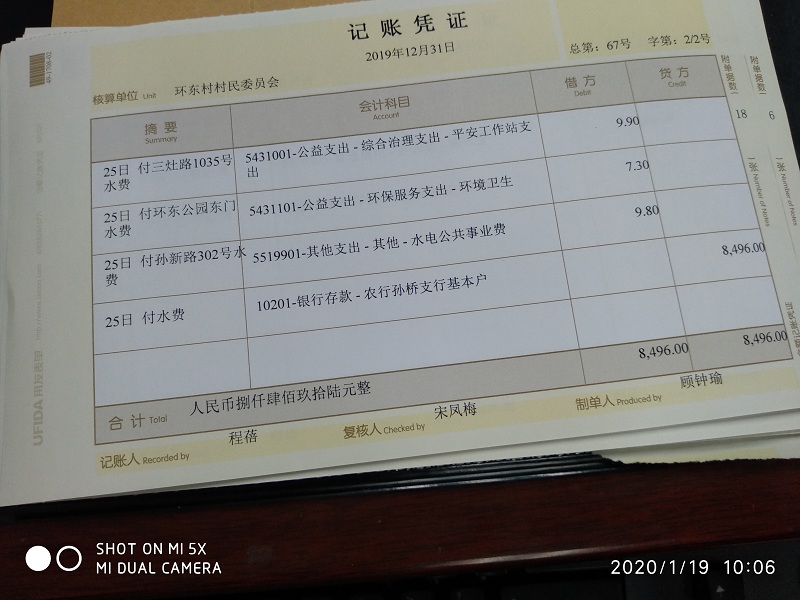 记账凭证
2019年12月31日
总第：67号 字第：2/2号
核算单位 Unit 环东村村民委员会
摘要 会计科目 借方 贷方 附单据数 附单据数
Summary Account Debit Credit
25日 付三灶路1035号水费 5431001-公益支出 - 综合治理支出 - 平安工作站支出 9.90 18 6
25日 付环东公园东门水费 5431101-公益支出 - 环保服务支出 - 环境卫生 7.30
25日 付孙新路302号水费 5519901-其他支出 - 其他 - 水电公共事业费 9.80
25日 付水费 10201-银行存款 - 农行孙桥支行基本户 8,496.00
Number of Notes
Number of Notes
合计 Total 人民币捌仟肆佰玖拾陆元整 8,496.00 8,496.00
记账人 Recorded by 程蓓 复核人 Checked by 宋凤梅 制单人 Produced by 顾钟瑜
UFIDA
SHOT ON MI 5X
MI DUAL CAMERA
2020/1/19 10:06